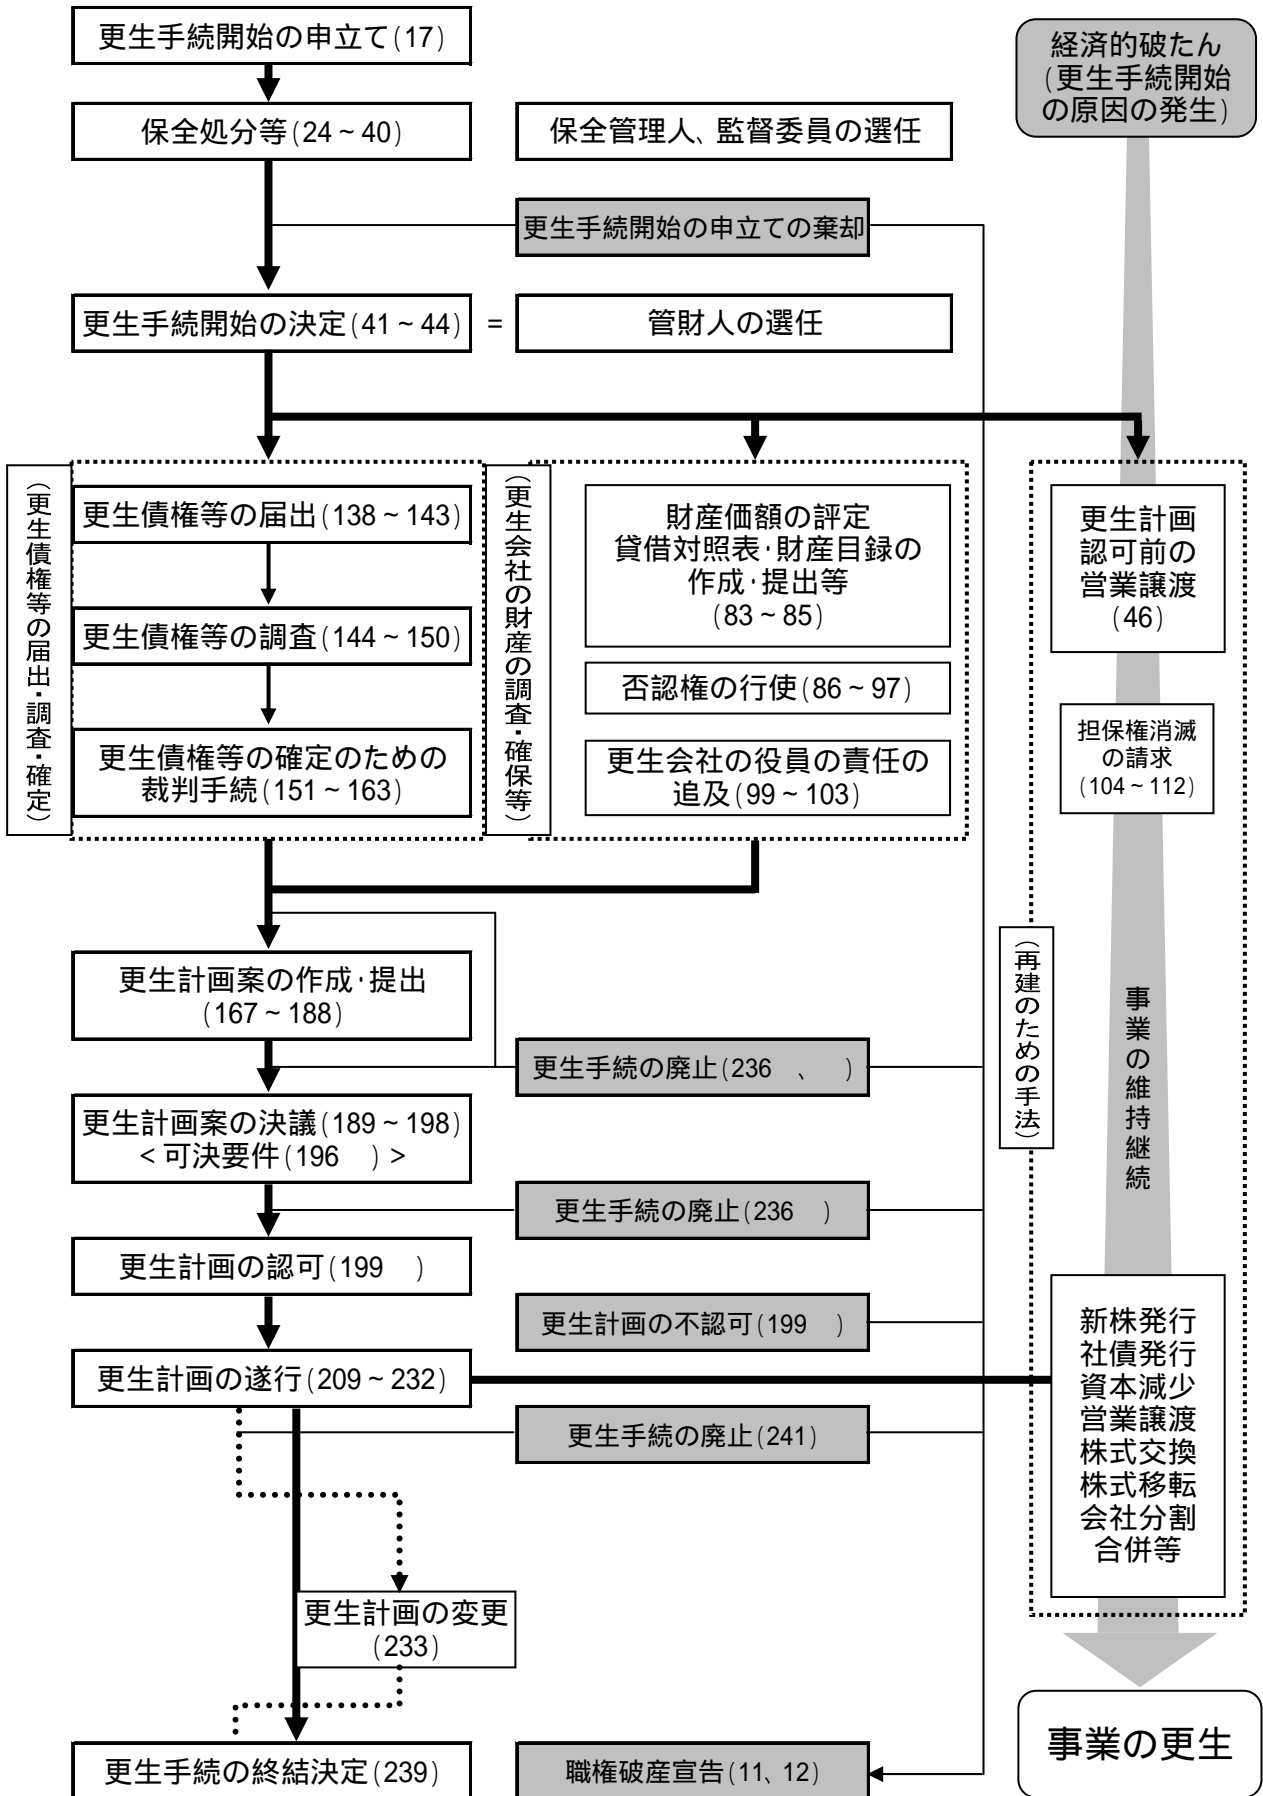 更生手続開始の申立て(17)
経済的破たん
(更生手続開始
の原因の発生)
保全処分等(24~40)
保全管理人、監督委員の選任
更生手続開始の申立ての棄却
更生手続開始の決定(41~44)
=
管財人の選任
(更生債権等の届出・調査・確定)
更生債権等の届出(138~143)
更生債権等の調査(144~150)
更生債権等の確定のための
裁判手続(151~163)
(更生会社の財産の調査・確保等)
財産価額の評定
貸借対照表・財産目録の
作成・提出等
(83~85)
否認権の行使(86~97)
更生会社の役員の責任の
追及(99~103)
更生計画
認可前の
営業譲渡
(46)
担保権消滅
の請求
(104~112)
(再建のための手法)
事業の維持継続
更生計画案の作成・提出
(167~188)
更生手続の廃止(236 、 )
更生計画案の決議(189~198)
<可決要件(196 )>
更生手続の廃止(236 )
更生計画の認可(199 )
更生計画の不認可(199 )
更生計画の遂行(209~232)
新株発行
社債発行
資本減少
営業譲渡
株式交換
株式移転
会社分割
合併等
更生手続の廃止(241)
更生計画の変更
(233)
更生手続の終結決定(239)
職権破産宣告(11、12)
事業の更生